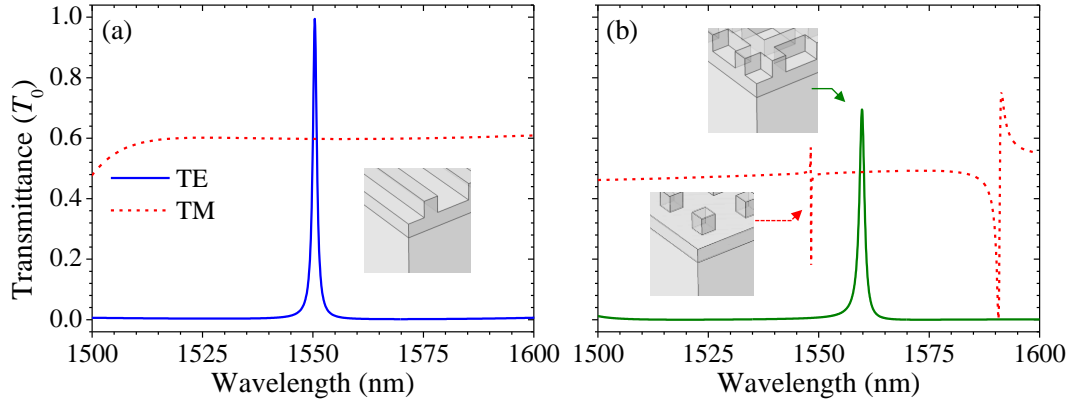 (a)
(b)
1.0
0.8
0.6
0.4
0.2
0.0
Transmittance (T0)
TE
TM
1500 1525 1550 1575 1600
Wavelength (nm)
1500 1525 1550 1575 1600
Wavelength (nm)